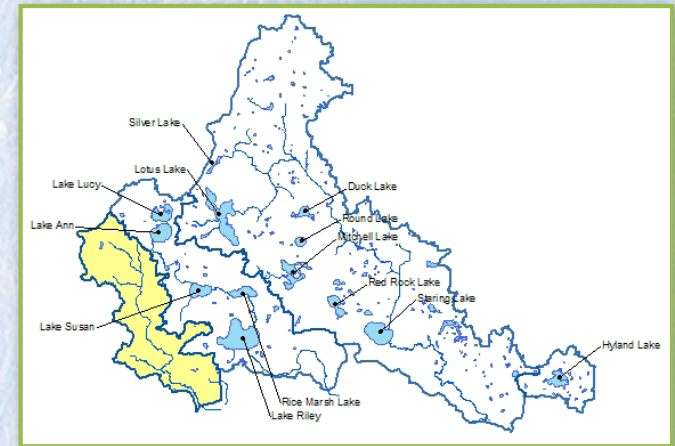 Silver Lake
Lotus Lake
Lake Lucy
Duck Lake
Lake Ann
Round Lake
Mitchell Lake
Red Rock Lake
Staring Lake
Lake Susan
Hyland Lake
Rice Marsh Lake
Lake Riley